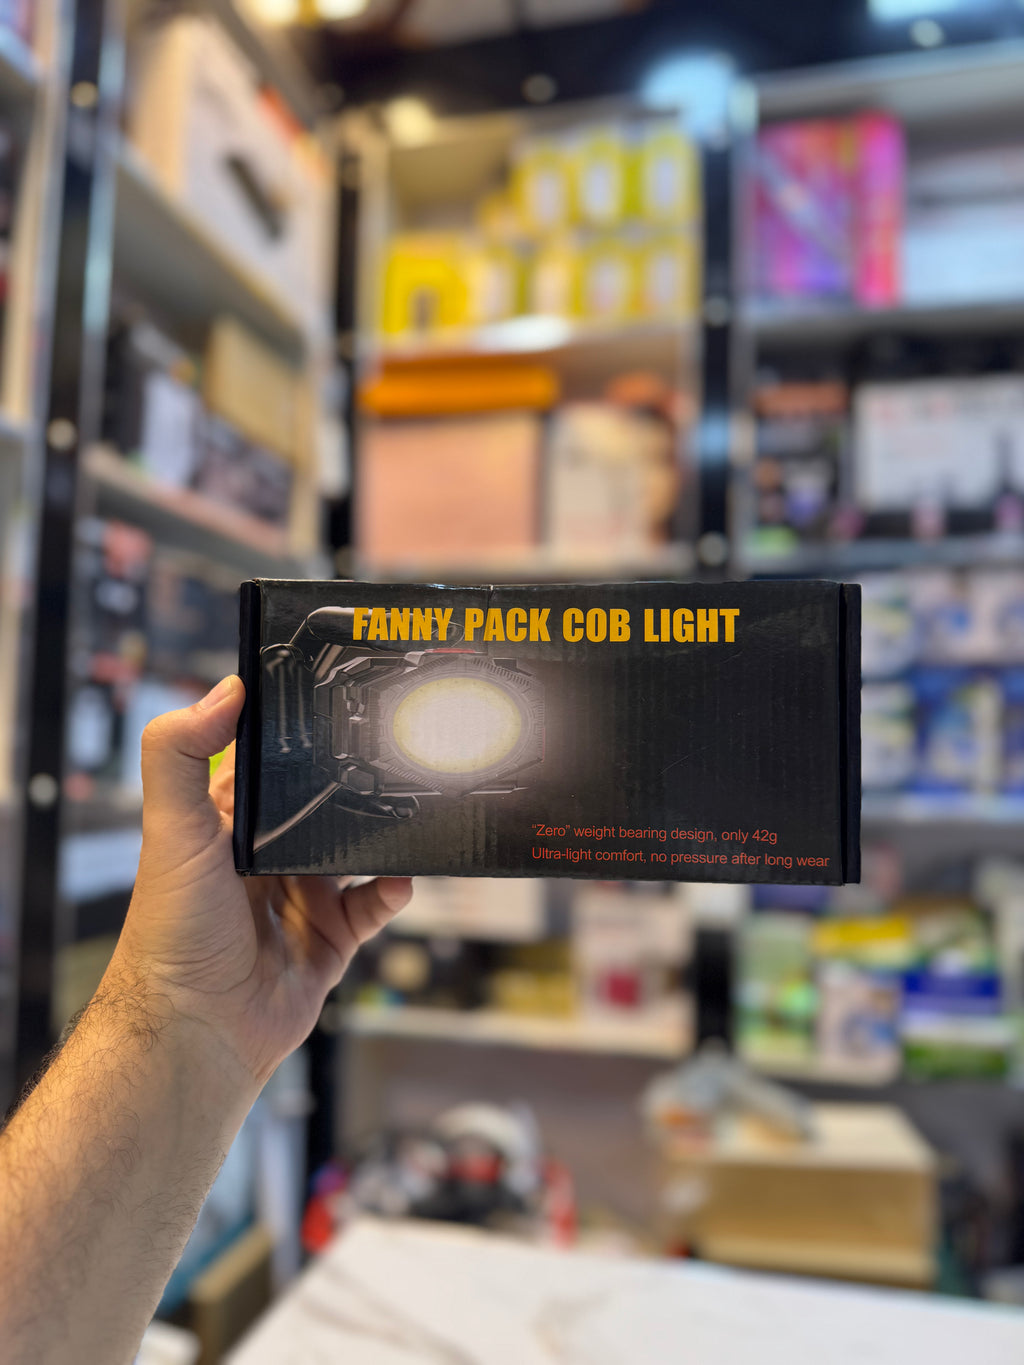 FANNY PACK COB LIGHT
“Zero” weight bearing design, only 42g
Ultra-light comfort, no pressure after long wear